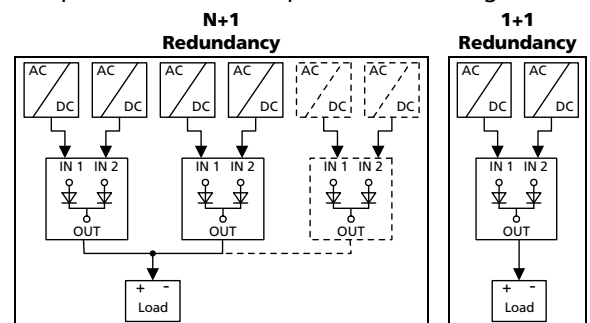 N+1
Redundancy
1+1
Redundancy
AC
DC
AC
DC
AC
DC
AC
DC
AC
DC
AC
DC
AC
DC
AC
DC
IN 1 IN 2
OUT
IN 1 IN 2
OUT
IN 1 IN 2
OUT
IN 1 IN 2
OUT
+ -
Load
+ -
Load